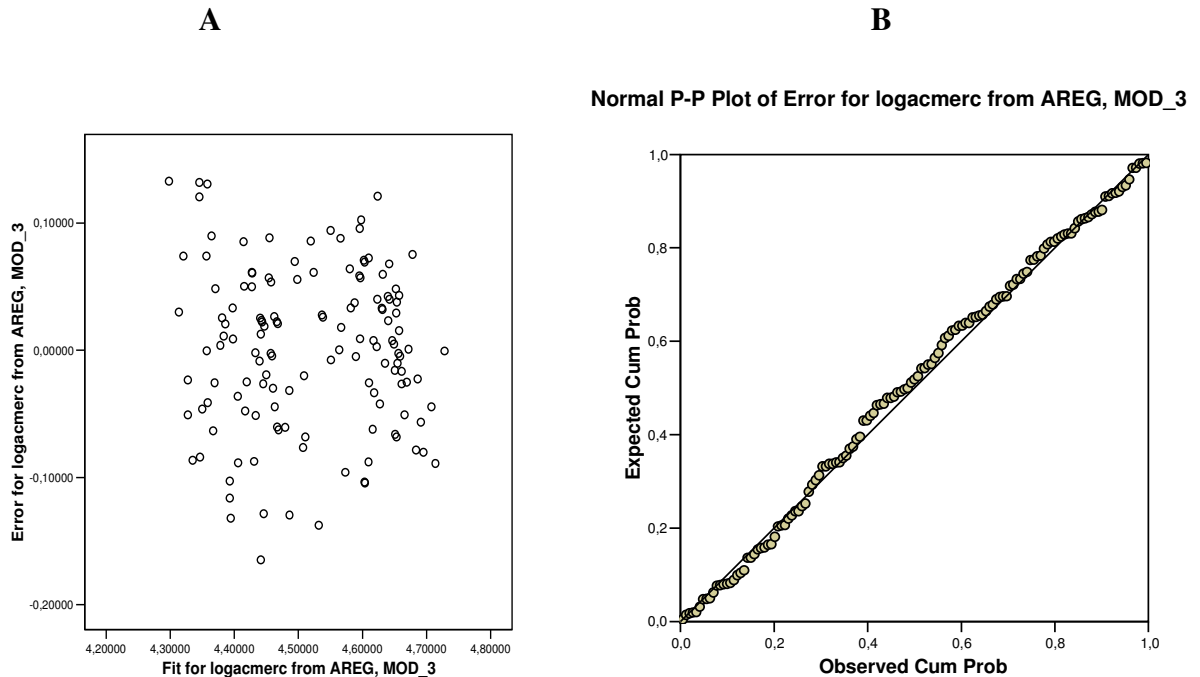 A
B
Normal P-P Plot of Error for logacmerc from AREG, MOD_3
Error for logacmerc from AREG, MOD_3
0,10000
0,00000
-0,10000
-0,20000
4,20000 4,30000 4,40000 4,50000 4,60000 4,70000 4,80000
Fit for logacmerc from AREG, MOD_3
Expected Cum Prob
1,0
0,8
0,6
0,4
0,2
0,0
0,0 0,2 0,4 0,6 0,8 1,0
Observed Cum Prob